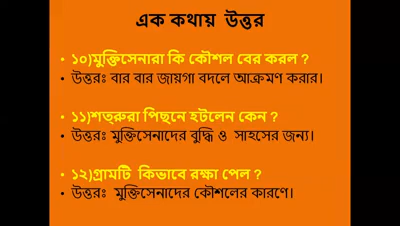 এক কথায় উত্তর
১০)মুক্তিসেনারা কি কৌশল বের করল ?
উত্তরঃ বার বার জায়গা বদলে আক্রমণ করার।
১১)শত্রুরা পিছনে হটলেন কেন ?
উত্তরঃ মুক্তিসেনাদের বুদ্ধি ও সাহসের জন্য।
১২)গ্রামটি কিভাবে রক্ষা পেল ?
উত্তরঃ মুক্তিসেনাদের কৌশলের কারণে।